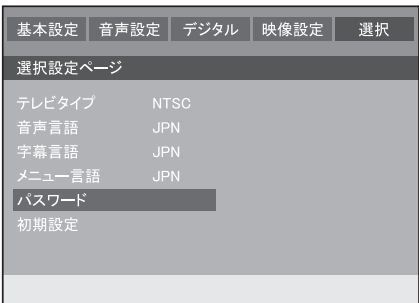 基本設定 音声設定 デジタル 映像設定 選択
選択設定ページ
テレビタイプ NTSC
音声言語 JPN
字幕言語 JPN
メニュー言語 JPN
パスワード
初期設定